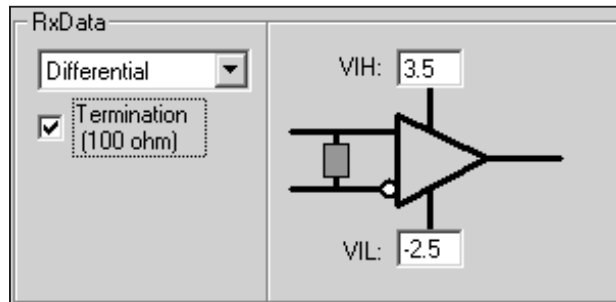 RxData
Differential
Termination
(100 ohm)
VIH: 3.5
VIL: -2.5